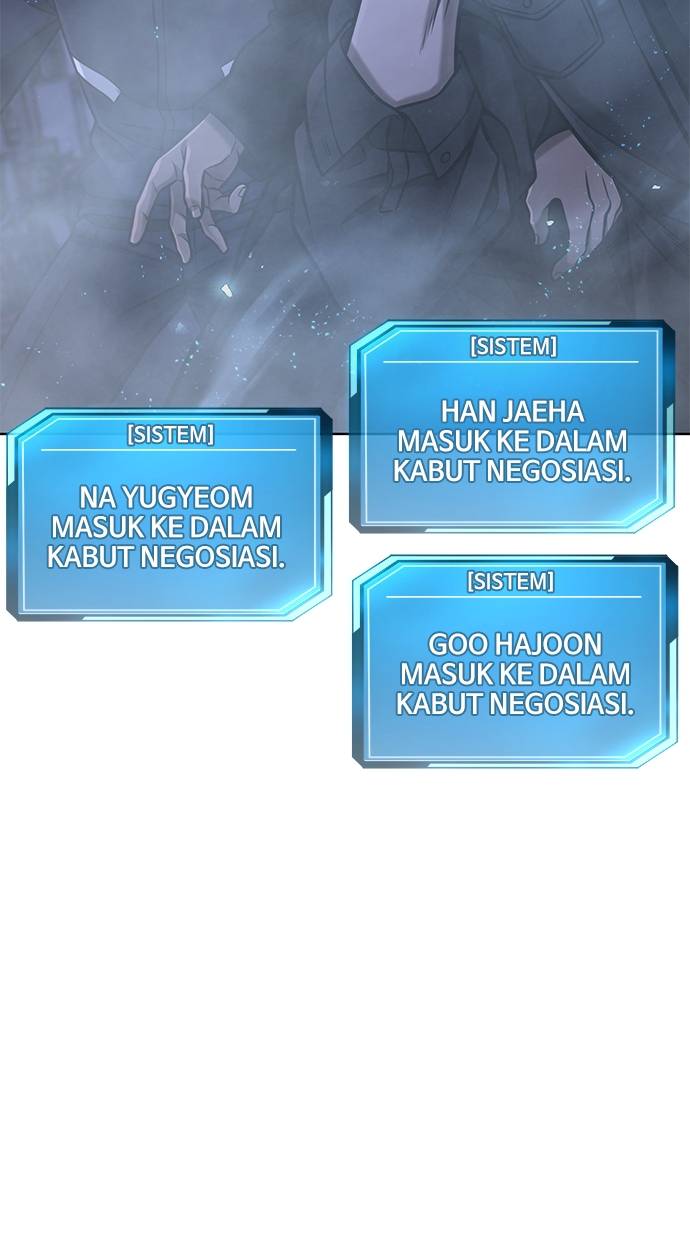 [SISTEM]
HAN JAEHA
MASUK KE DALAM
KABUT NEGOSIASI.
[SISTEM]
NA YUGYEOM
MASUK KE DALAM
KABUT NEGOSIASI.
[SISTEM]
GOO HAJOON
MASUK KE DALAM
KABUT NEGOSIASI.